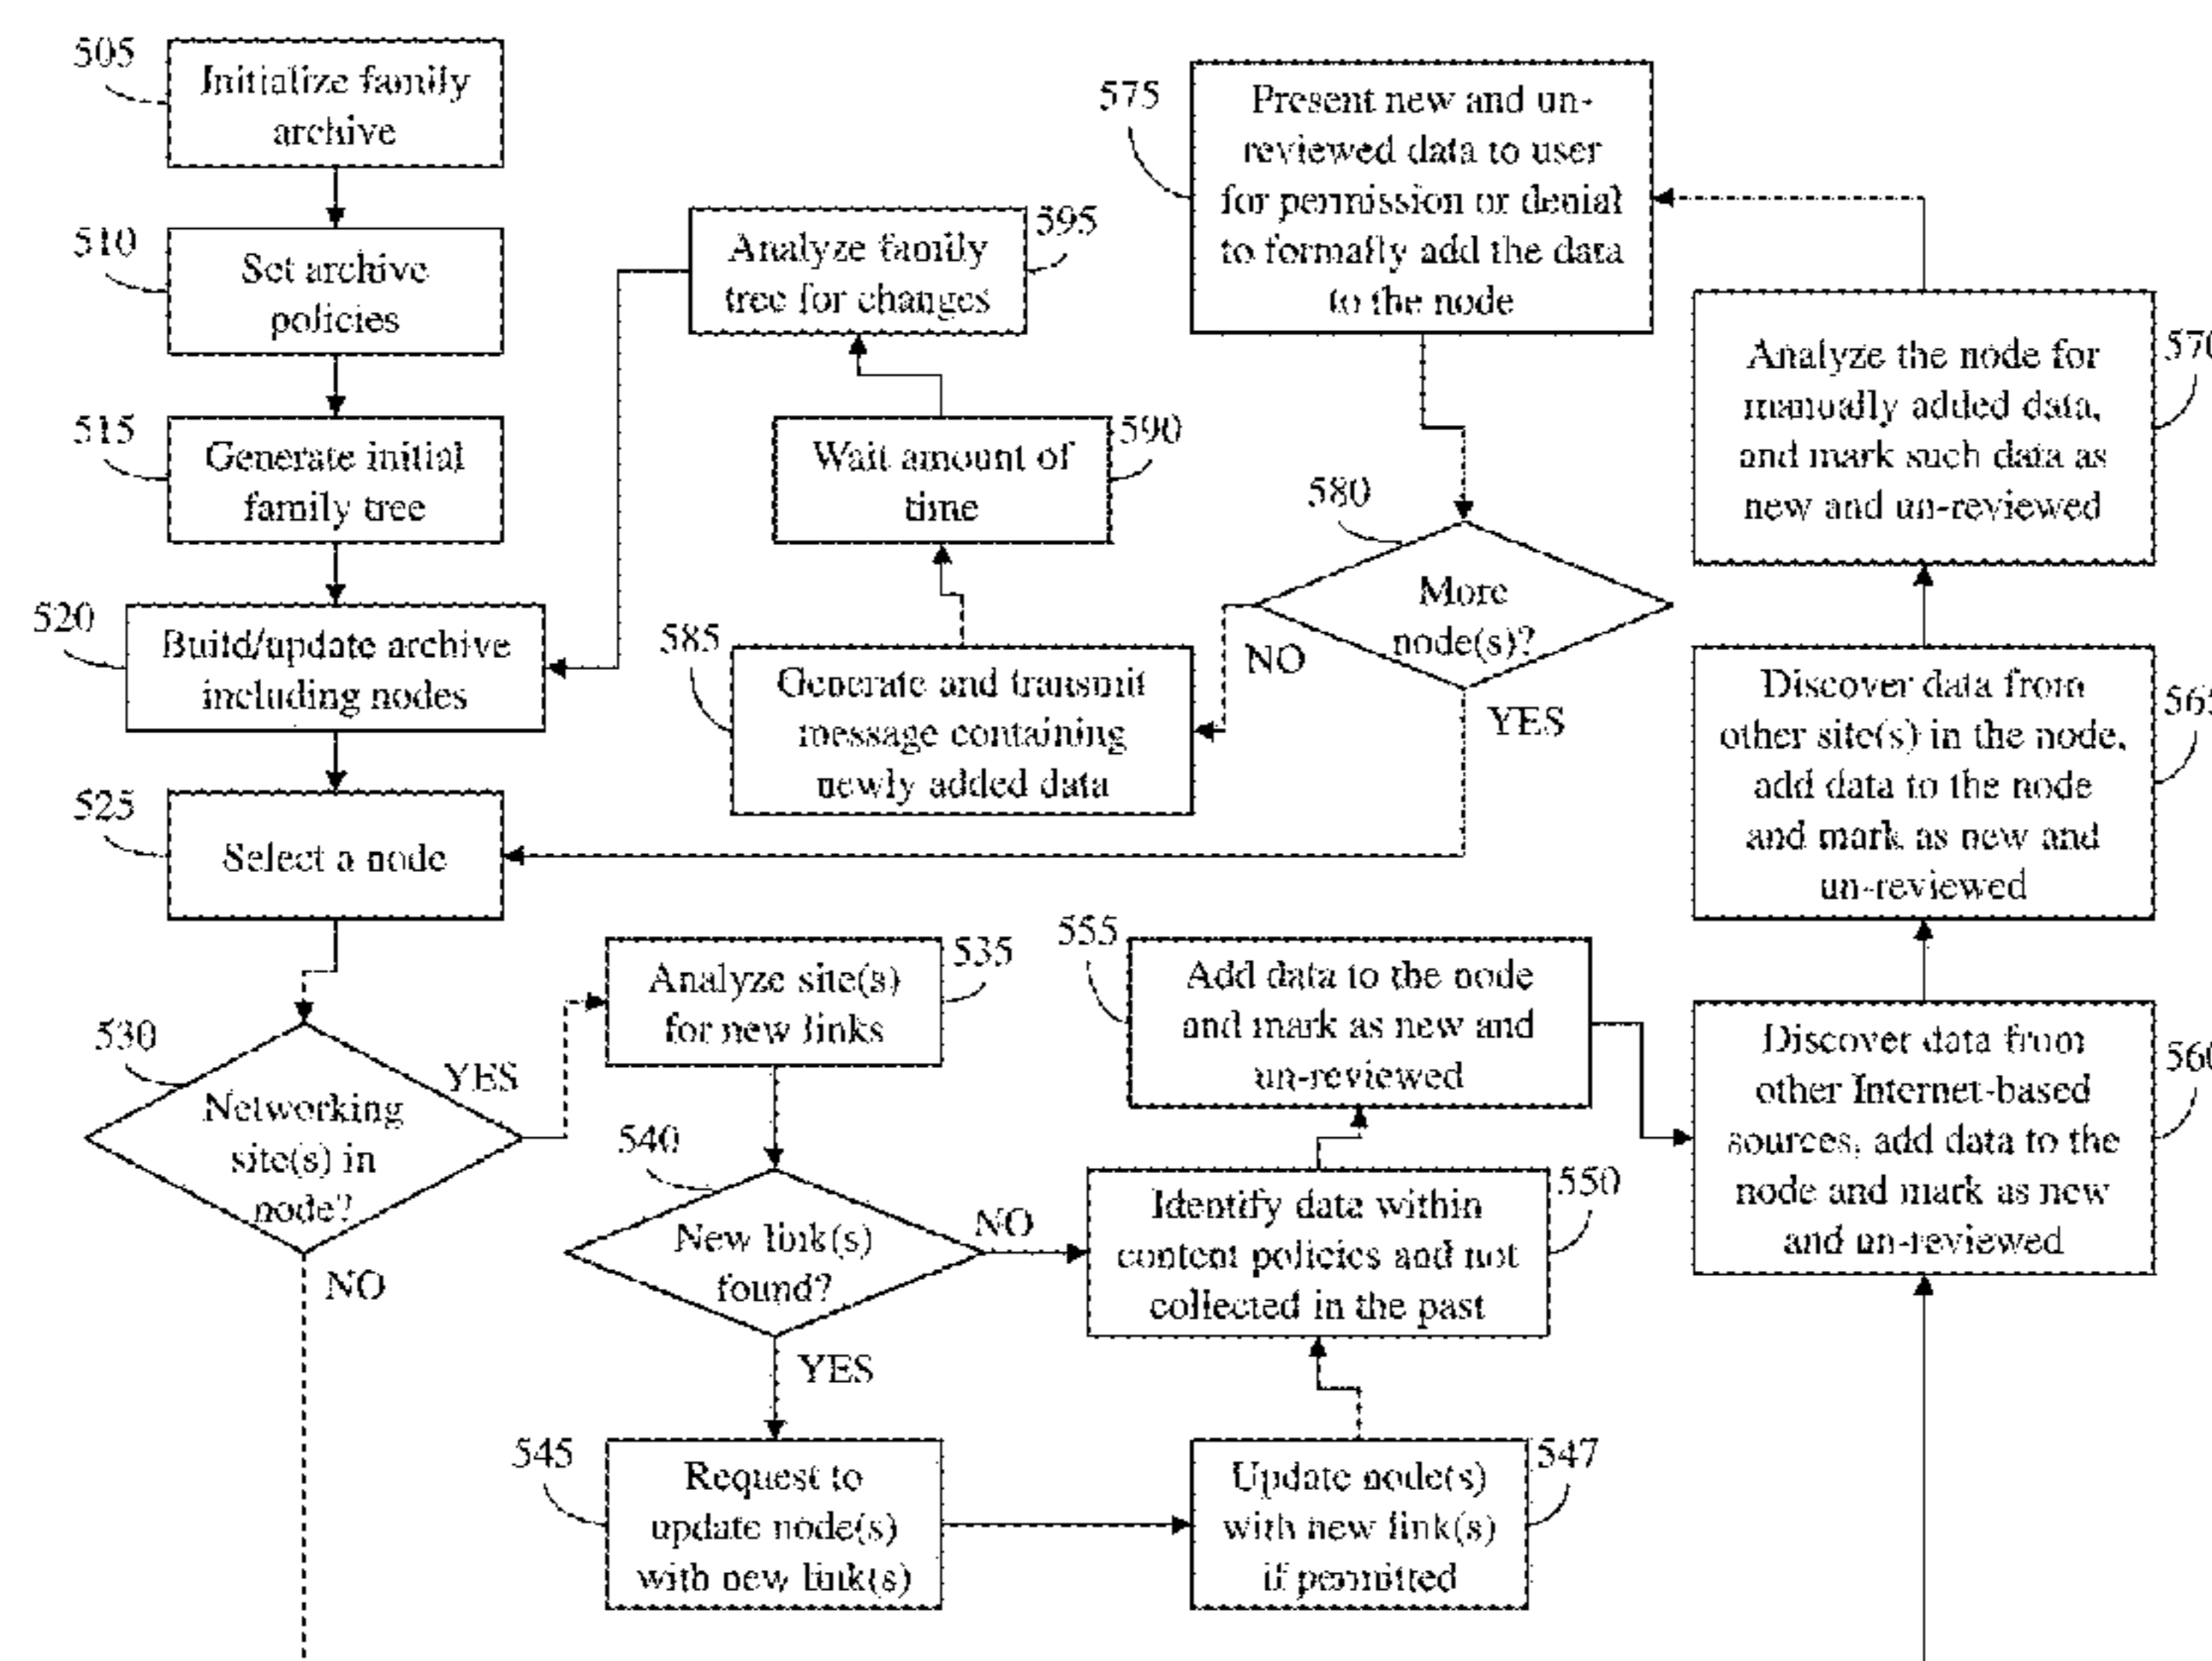 505
Initialize family
archive
510
Set archive
policies
515
Generate initial
family tree
520
Build/update archive
including nodes
525
Select a node
530
Networking
site(s) in
node?
YES
NO
535
Analyze site(s)
for new links
540
New link(s)
found?
NO
YES
545
Request to
update node(s)
with new link(s)
547
Update node(s)
with new link(s)
if permitted
550
Identify data within
content policies and not
collected in the past
555
Add data to the node
and mark as new and
un-reviewed
560
Discover data from
other Internet-based
sources, add data to the
node and mark as new
and un-reviewed
565
Discover data from
other site(s) in the node,
add data to the node
and mark as new and
un-reviewed
570
Analyze the node for
manually added data,
and mark such data as
new and un-reviewed
575
Present new and un-
reviewed data to user
for permission or denial
to formally add the data
to the node
580
More
node(s)?
NO
YES
585
Generate and transmit
message containing
newly added data
590
Wait amount of
time
595
Analyze family
tree for changes